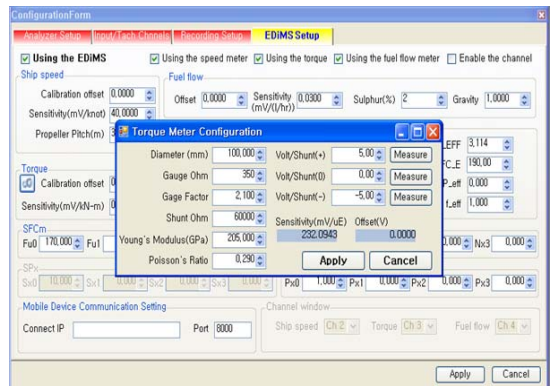 ConfigurationForm
Analyzer Setup Input/Tach Chnnels Recording Setup EDiMS Setup
Using the EDiMS Using the speed meter Using the torque Using the fuel flow meter Enable the channel
Ship speed Fuel flow
Calibration offset 0,0000 Offset 0,0000 Sensitivity (mV/(l/hr)) 0,0300 Sulphur(%) 2 Gravity 1,0000
Sensitivity(mV/knot) 40,0000
Propeller Pitch(m)
Torque Meter Configuration
Diameter (mm) 100,000 Volt/Shunt(+) 5,00 Measure
Gauge Ohm 350 Volt/Shunt(0) 0,00 Measure
Gage Factor 2,100 Volt/Shunt(-) -5,00 Measure
Shunt Ohm 60000 Sensitivity(mV/uE) Offset(V)
Young's Modulus(GPa) 205,000 232.0943 0.0000
Poisson's Ratio 0,290 Apply Cancel
_EFF 3,114
FC_E 190,00
P_eff 0,000
f_eff 1,000
Torque
Calibration offset
Sensitivity(mV/kN-m)
SFCm
Fu0 170,000 Fu1 0,000 Nx3 0,000
SPx
Sx0 10,000 Sx1 0,000 Sx2 0,000 Sx3 0,000 Px0 1,000 Px1 0,000 Px2 0,000 Px3 0,000
Mobile Device Communication Setting Channel window
Connect IP Port 8000 Ship speed Ch 2 Torque Ch 3 Fuel flow Ch 4
Apply Cancel